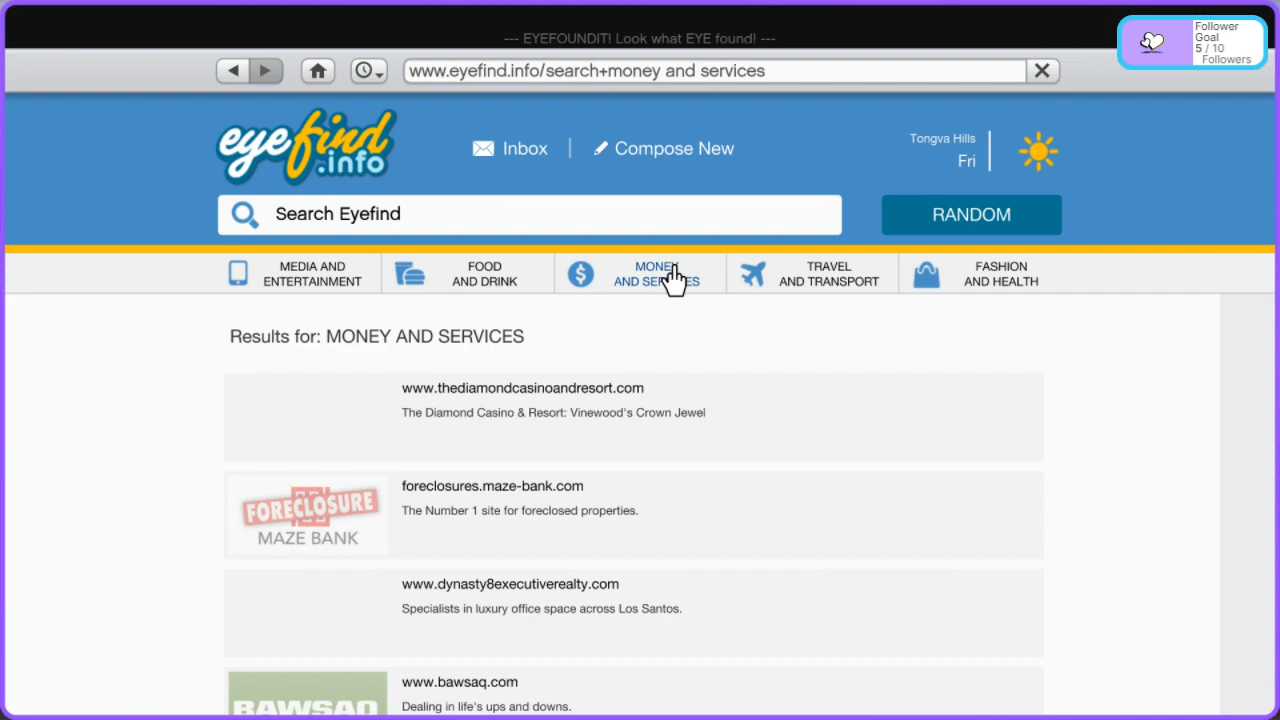 --- EYEFOUNDIT! Look what EYE found! ---
Follower
Goal
5 / 10
Followers
www.eyefind.info/search+money and services
eyefind
.info
Inbox
Compose New
Tongva Hills
Fri
Search Eyefind
RANDOM
MEDIA AND
ENTERTAINMENT
FOOD
AND DRINK
MONEY
AND SERVICES
TRAVEL
AND TRANSPORT
FASHION
AND HEALTH
Results for: MONEY AND SERVICES
www.thediamondcasinoandresort.com
The Diamond Casino & Resort: Vinewood's Crown Jewel
FORECLOSURE
MAZE BANK
foreclosures.maze-bank.com
The Number 1 site for foreclosed properties.
www.dynasty8executiverealty.com
Specialists in luxury office space across Los Santos.
BAWSAQ
www.bawsaq.com
Dealing in life's ups and downs.